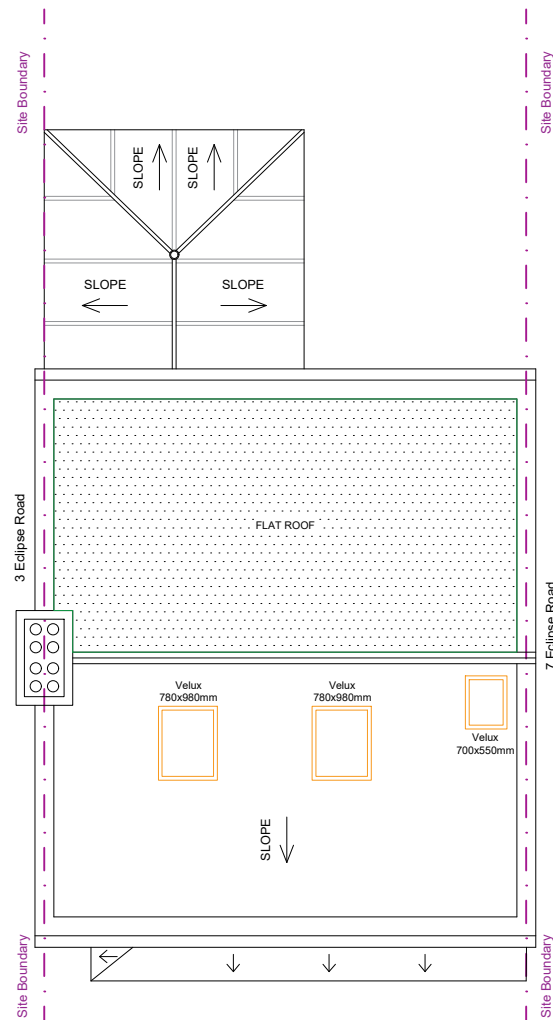 Site Boundary
Site Boundary
SLOPE
SLOPE
SLOPE
SLOPE
3 Eclipse Road
FLAT ROOF
7 Eclipse Road
Velux
780x980mm
Velux
780x980mm
Velux
700x550mm
SLOPE
Site Boundary
Site Boundary